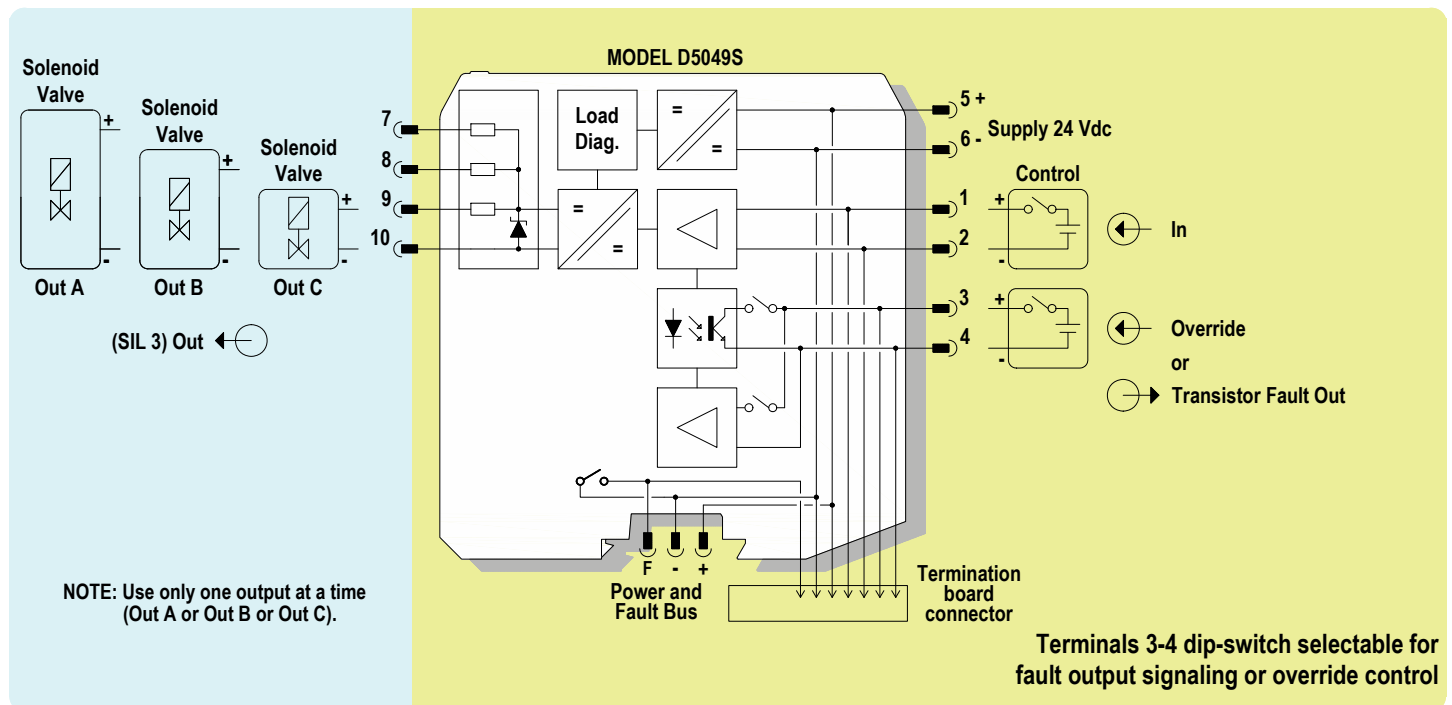 MODEL D5049S
Solenoid
Valve
+
-
Out A
Solenoid
Valve
+
-
Out B
Solenoid
Valve
+
-
Out C
(SIL 3) Out
7
8
9
10
Load
Diag.
=
=
=
=
5 +
6 -
Supply 24 Vdc
Control
1
2
+
-
In
3
4
+
-
Override
or
Transistor Fault Out
F - +
Power and
Fault Bus
Termination
board
connector
NOTE: Use only one output at a time
(Out A or Out B or Out C).
Terminals 3-4 dip-switch selectable for
fault output signaling or override control